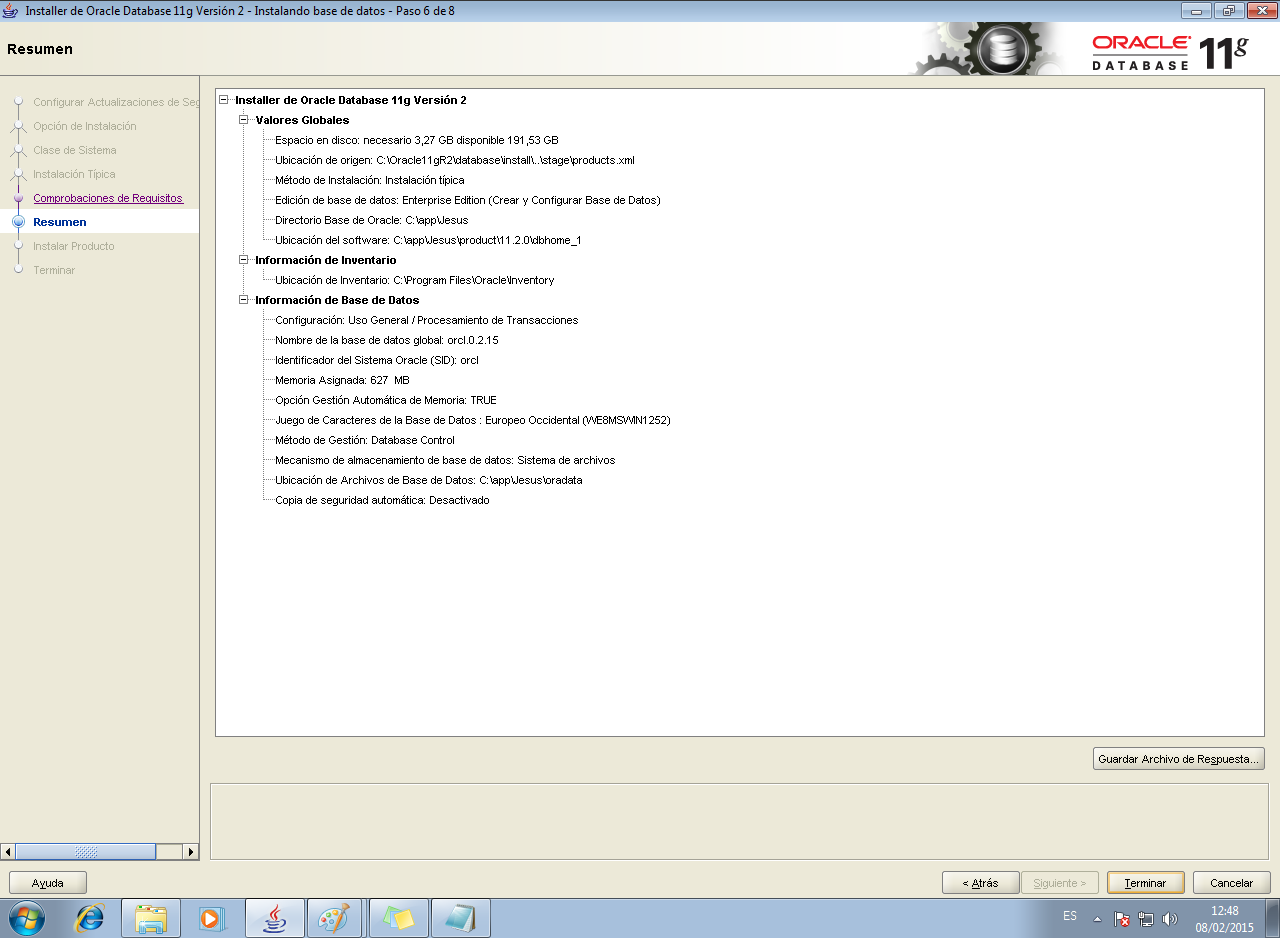 Installer de Oracle Database 11g Versión 2 - Instalando base de datos - Paso 6 de 8
Resumen
ORACLE
DATABASE 11g
Configurar Actualizaciones de Seg
Opción de Instalación
Clase de Sistema
Instalación Típica
Comprobaciones de Requisitos
Resumen
Instalar Producto
Terminar
Installer de Oracle Database 11g Versión 2
Valores Globales
Espacio en disco: necesario 3,27 GB disponible 191,53 GB
Ubicación de origen: C:\Oracle11gR2\database\install\..\stage\products.xml
Método de Instalación: Instalación típica
Edición de base de datos: Enterprise Edition (Crear y Configurar Base de Datos)
Directorio Base de Oracle: C:\app\Jesus
Ubicación del software: C:\app\Jesus\product\11.2.0\dbhome_1
Información de Inventario
Ubicación de Inventario: C:\Program Files\Oracle\Inventory
Información de Base de Datos
Configuración: Uso General / Procesamiento de Transacciones
Nombre de la base de datos global: orcl.0.2.15
Identificador del Sistema Oracle (SID): orcl
Memoria Asignada: 627 MB
Opción Gestión Automática de Memoria: TRUE
Juego de Caracteres de la Base de Datos : Europeo Occidental (WE8MSWIN1252)
Método de Gestión: Database Control
Mecanismo de almacenamiento de base de datos: Sistema de archivos
Ubicación de Archivos de Base de Datos: C:\app\Jesus\oradata
Copia de seguridad automática: Desactivado
Guardar Archivo de Respuesta...
Ayuda
< Atrás
Siguiente >
Terminar
Cancelar
ES
12:48
08/02/2015